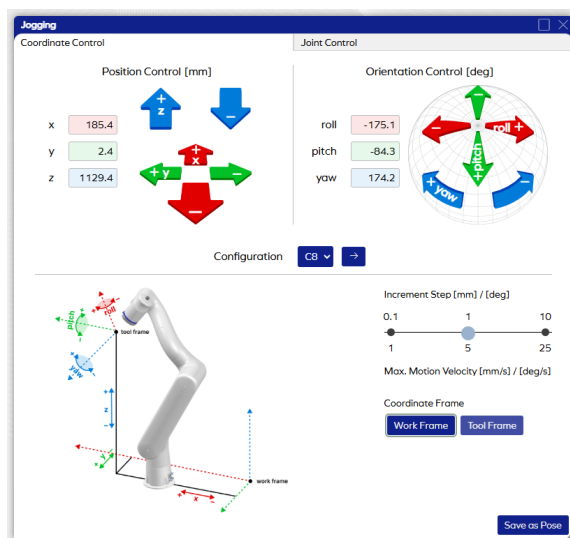 Jogging
Coordinate Control
Joint Control
Position Control [mm]
+ z
−
x 185.4
y 2.4
z 1129.4
+ x
+ y
−
−
Orientation Control [deg]
roll -175.1
pitch -84.3
yaw 174.2
−
−
roll +
+ pitch
+ yaw
−
Configuration C8 →
roll
pitch
yaw
tool frame
+
z
−
+ y −
+ x −
work frame
Increment Step [mm] / [deg]
0.1 1 10
1 5 25
Max. Motion Velocity [mm/s] / [deg/s]
Coordinate Frame
Work Frame Tool Frame
Save as Pose